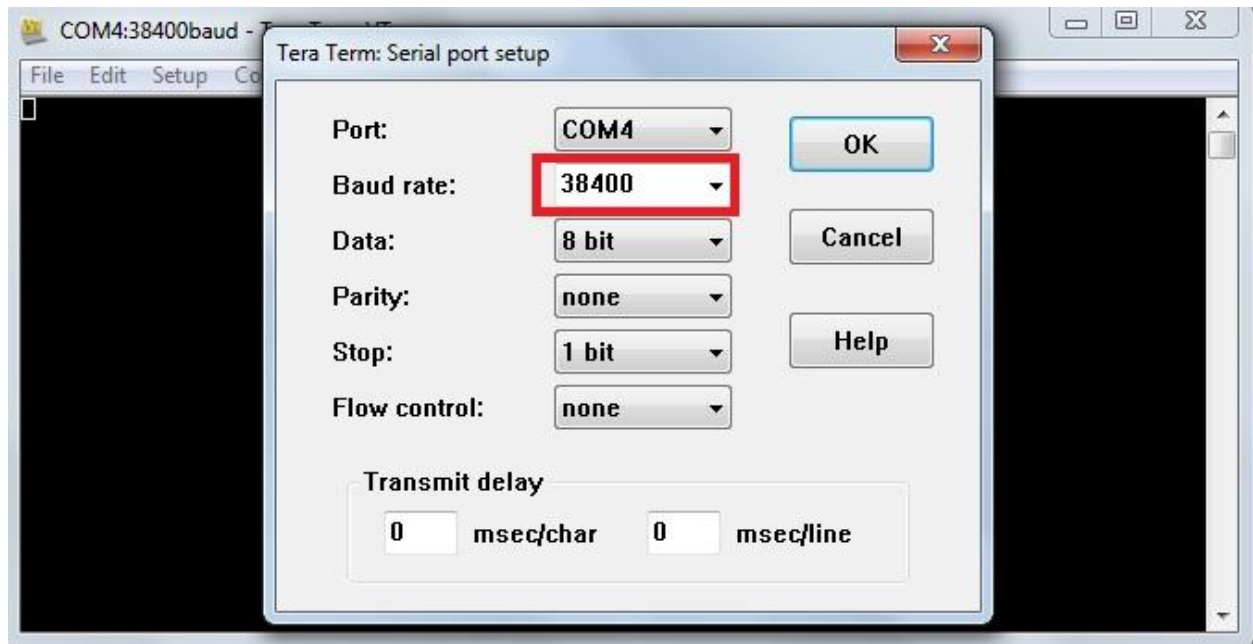 COM4:38400baud -
File Edit Setup Co
Tera Term: Serial port setup
Port: COM4
Baud rate: 38400
Data: 8 bit
Parity: none
Stop: 1 bit
Flow control: none
OK
Cancel
Help
Transmit delay
0 msec/char 0 msec/line